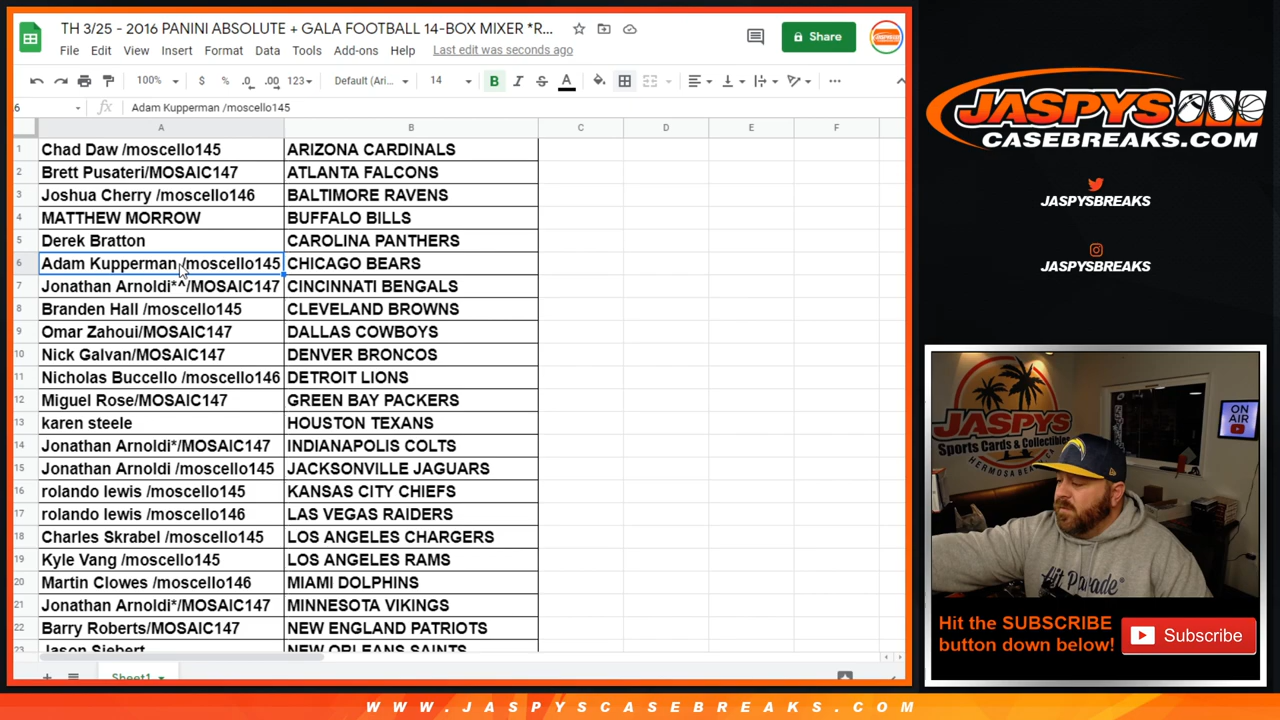 TH 3/25 - 2016 PANINI ABSOLUTE + GALA FOOTBALL 14-BOX MIXER *R...
File Edit View Insert Format Data Tools Add-ons Help Last edit was seconds ago
Share
100% $ % .0 .00 123 Default (Ari... 14 B I S A
6 fx Adam Kupperman /moscello145
A B C D E F
1 Chad Daw /moscello145 ARIZONA CARDINALS
2 Brett Pusateri/MOSAIC147 ATLANTA FALCONS
3 Joshua Cherry /moscello146 BALTIMORE RAVENS
4 MATTHEW MORROW BUFFALO BILLS
5 Derek Bratton CAROLINA PANTHERS
6 Adam Kupperman /moscello145 CHICAGO BEARS
7 Jonathan Arnoldi*^/MOSAIC147 CINCINNATI BENGALS
8 Branden Hall /moscello145 CLEVELAND BROWNS
9 Omar Zahoui/MOSAIC147 DALLAS COWBOYS
10 Nick Galvan/MOSAIC147 DENVER BRONCOS
11 Nicholas Buccello /moscello146 DETROIT LIONS
12 Miguel Rose/MOSAIC147 GREEN BAY PACKERS
13 karen steele HOUSTON TEXANS
14 Jonathan Arnoldi*/MOSAIC147 INDIANAPOLIS COLTS
15 Jonathan Arnoldi /moscello145 JACKSONVILLE JAGUARS
16 rolando lewis /moscello145 KANSAS CITY CHIEFS
17 rolando lewis /moscello146 LAS VEGAS RAIDERS
18 Charles Skrabel /moscello145 LOS ANGELES CHARGERS
19 Kyle Vang /moscello145 LOS ANGELES RAMS
20 Martin Clowes /moscello146 MIAMI DOLPHINS
21 Jonathan Arnoldi*/MOSAIC147 MINNESOTA VIKINGS
22 Barry Roberts/MOSAIC147 NEW ENGLAND PATRIOTS
23 Jason Siebert NEW ORLEANS SAINTS
Sheet1
JASPYS
CASEBREAKS.COM
JASPYSBREAKS
JASPYSBREAKS
JASPYS
Sports Cards & Collectibles
HERMOSA BEACH
ON AIR
Hit Parade
Hit the SUBSCRIBE
button down below!
Subscribe
WWW.JASPYSCASEBREAKS.COM